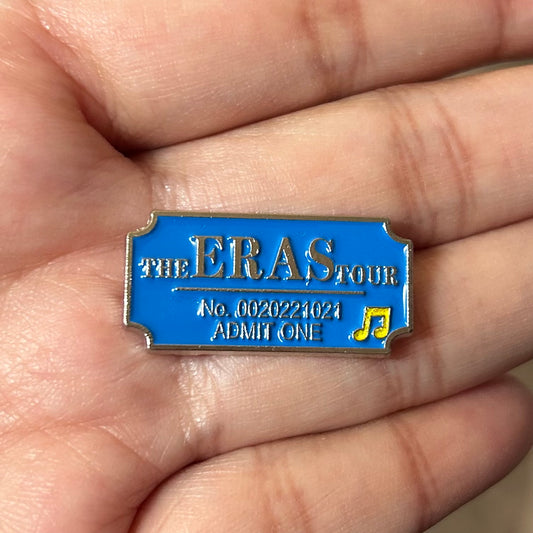 THE ERAS TOUR
No. 0020221021
ADMIT ONE